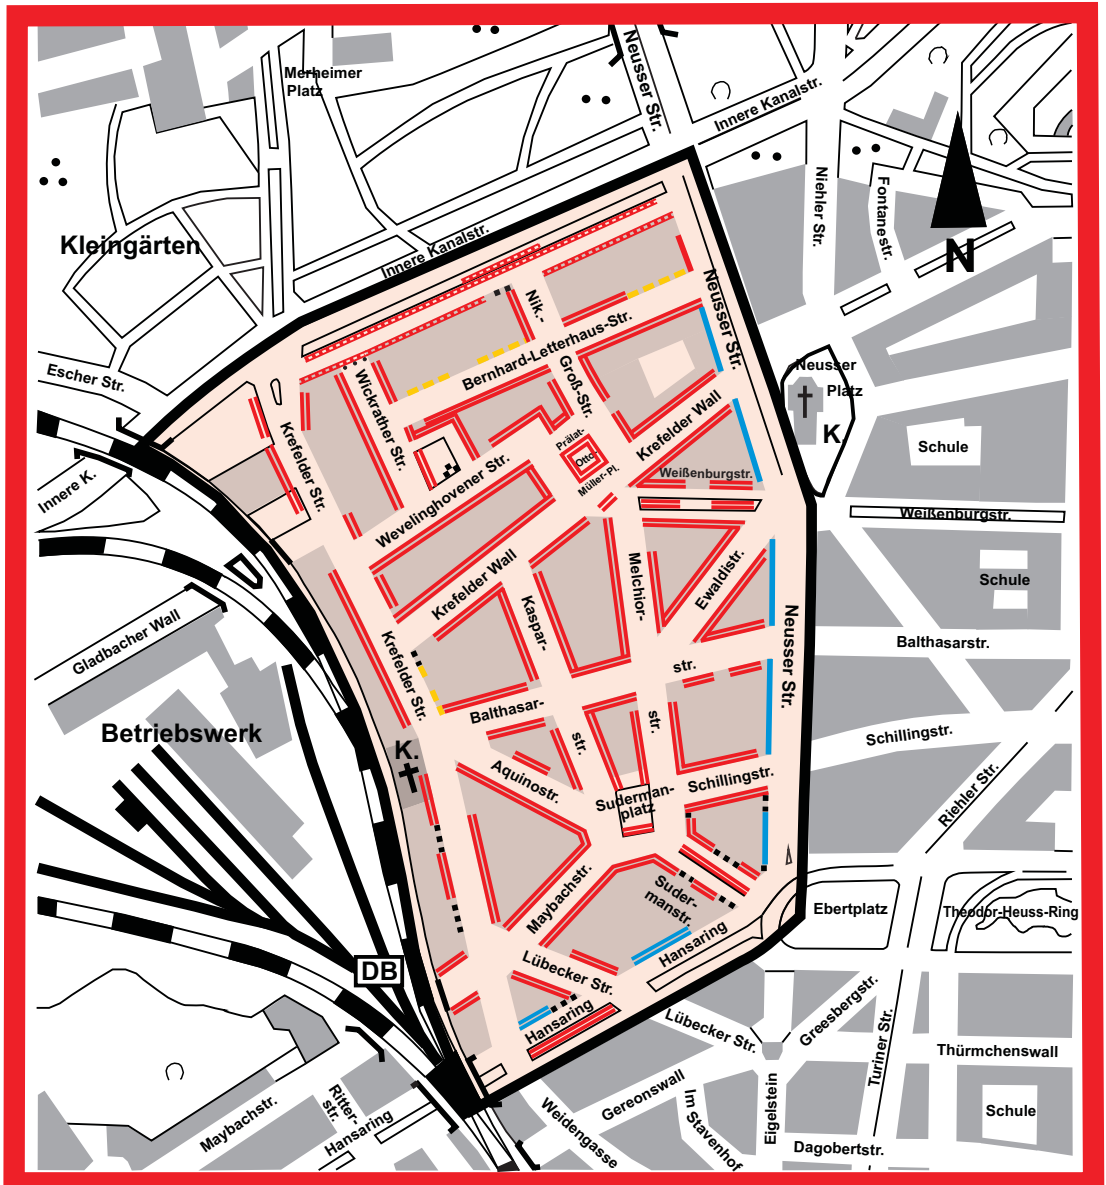 Merheimer
Platz
Neusser Str.
Innere Kanalstr.
Niehler Str.
Fontanestr.
N
Kleingärten
Innere Kanalstr.
Escher Str.
Nik.-
Neusser Str.
Bernhard-Letterhaus-Str.
Groß-Str.
Wickrather Str.
Neusser
Platz
K.
Krefelder Str.
Krefelder Wall
Prälat-
Otto-
Müller-Pl.
Schule
Innere K.
Wevelinghovener Str.
Weißenburgstr.
Weißenburgstr.
Krefelder Wall
Melchior-
Ewaldistr.
Schule
Gladbacher Wall
Kaspar-
Krefelder Str.
Neusser Str.
Balthasarstr.
str.
Balthasar-
str.
str.
Betriebswerk
K.
Schillingstr.
Aquinostr.
Schillingstr.
Suderman-
platz
Riehler Str.
Maybachstr.
Suder-
manstr.
Ebertplatz
Theodor-Heuss-Ring
Hansaring
DB
Lübecker Str.
Hansaring
Lübecker Str.
Greesbergstr.
Turiner Str.
Thürmchenswall
Gereonswall
Im Stavenhof
Eigelstein
Schule
Maybachstr.
Ritter-
str.
Hansaring
Weidengasse
Dagobertstr.